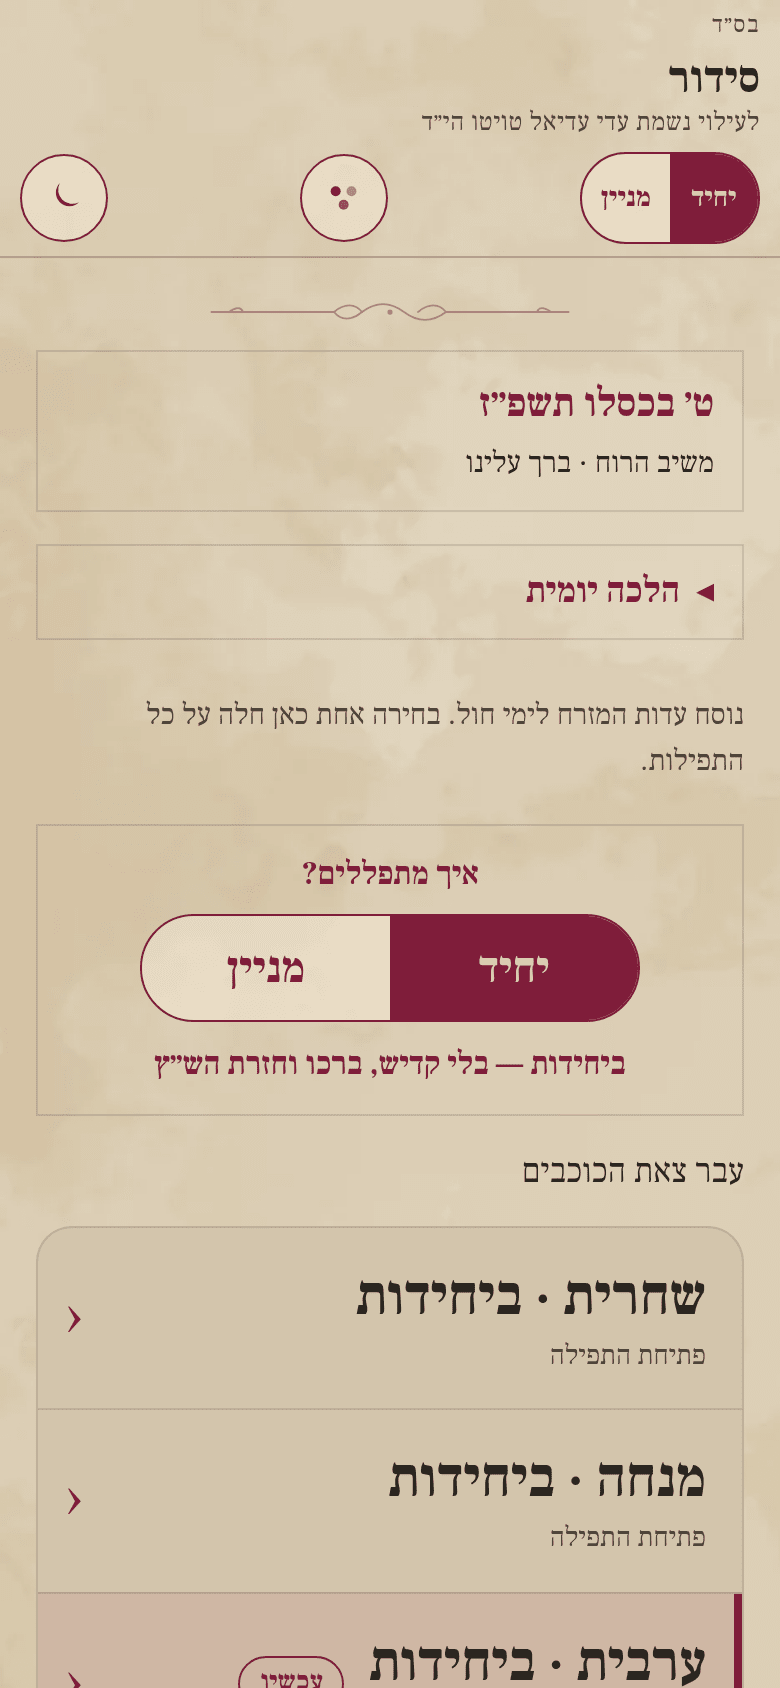 בס״ד
סידור
לעילוי נשמת עדי עדיאל טויטו הי״ד
יחיד
מניין
ט׳ בכסלו תשפ״ז
משיב הרוח · ברך עלינו
הלכה יומית
נוסח עדות המזרח לימי חול. בחירה אחת כאן חלה על כל
התפילות.
איך מתפללים?
יחיד
מניין
ביחידות — בלי קדיש, ברכו וחזרת הש״ץ
עבר צאת הכוכבים
שחרית · ביחידות
פתיחת התפילה
מנחה · ביחידות
פתיחת התפילה
ערבית · ביחידות
עכשיו